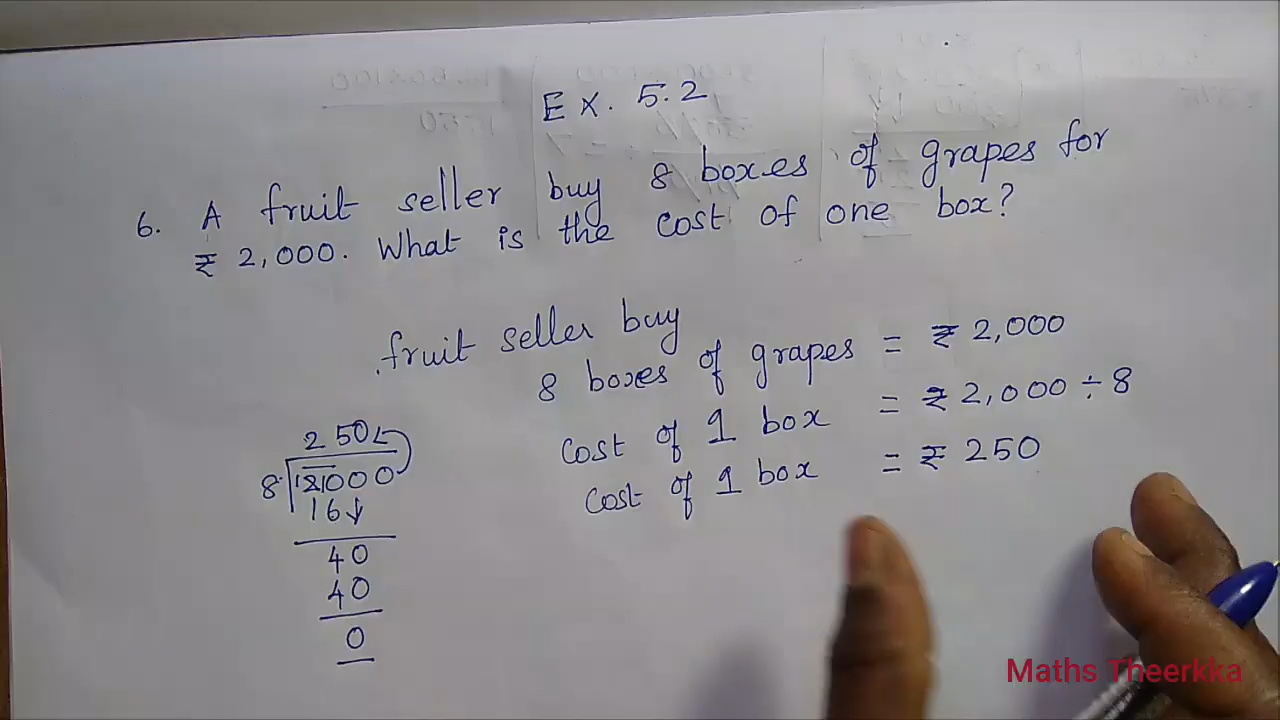 Ex. 5.2
6. A fruit seller buy 8 boxes of grapes for
₹ 2,000. What is the cost of one box?
fruit seller buy
8 boxes of grapes = ₹ 2,000
Cost of 1 box = ₹ 2,000 ÷ 8
Cost of 1 box = ₹ 250
250
8 2000
16↓
40
40
0
Maths Theerkka